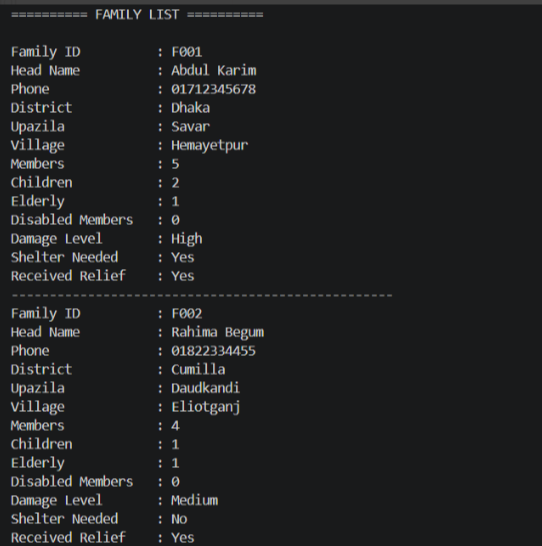 ========== FAMILY LIST ==========
Family ID : F001
Head Name : Abdul Karim
Phone : 01712345678
District : Dhaka
Upazila : Savar
Village : Hemayetpur
Members : 5
Children : 2
Elderly : 1
Disabled Members : 0
Damage Level : High
Shelter Needed : Yes
Received Relief : Yes
--------------------------------------------------
Family ID : F002
Head Name : Rahima Begum
Phone : 01822334455
District : Cumilla
Upazila : Daudkandi
Village : Eliotganj
Members : 4
Children : 1
Elderly : 1
Disabled Members : 0
Damage Level : Medium
Shelter Needed : No
Received Relief : Yes